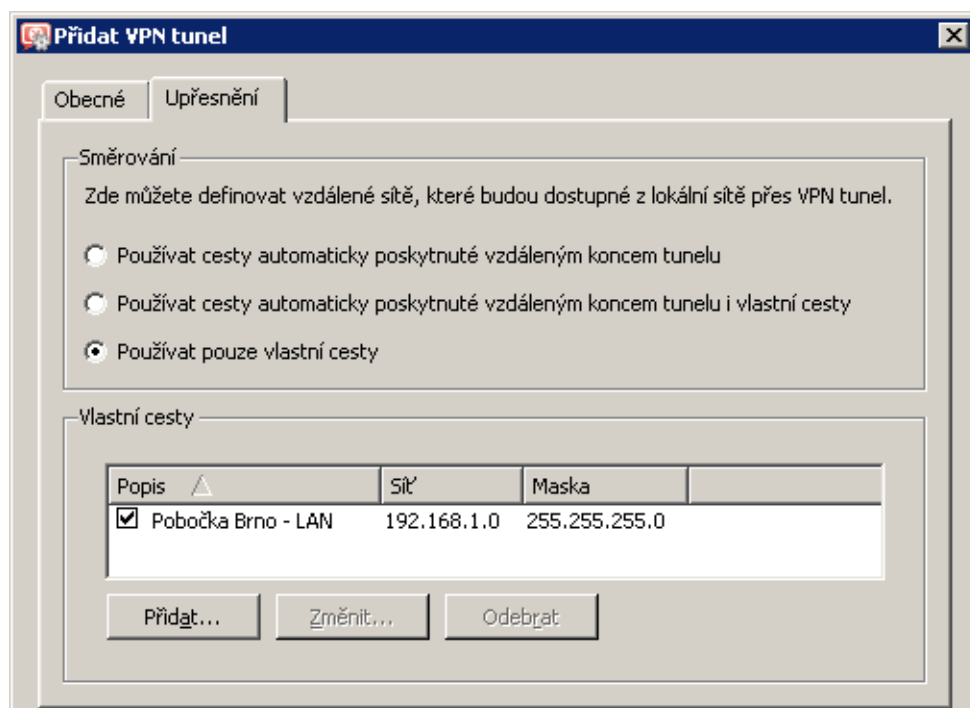 Přidat VPN tunel
Obecné
Upřesnění
Směrování
Zde můžete definovat vzdálené sítě, které budou dostupné z lokální sítě přes VPN tunel.
Používat cesty automaticky poskytnuté vzdáleným koncem tunelu
Používat cesty automaticky poskytnuté vzdáleným koncem tunelu i vlastní cesty
Používat pouze vlastní cesty
Vlastní cesty
Popis Síť Maska
Pobočka Brno - LAN 192.168.1.0 255.255.255.0
Přidat... Změnit... Odebrat